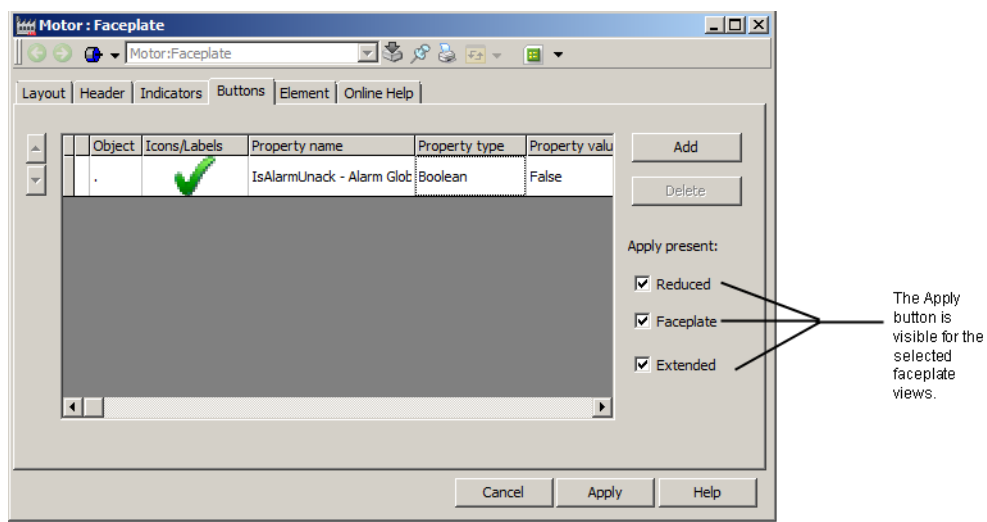 Motor : Faceplate
Motor:Faceplate
Layout Header Indicators Buttons Element Online Help
Object Icons/Labels Property name Property type Property valu
. IsAlarmUnack - Alarm Glob Boolean False
Add
Delete
Apply present:
Reduced
Faceplate
Extended
The Apply
button is
visible for the
selected
faceplate
views.
Cancel Apply Help